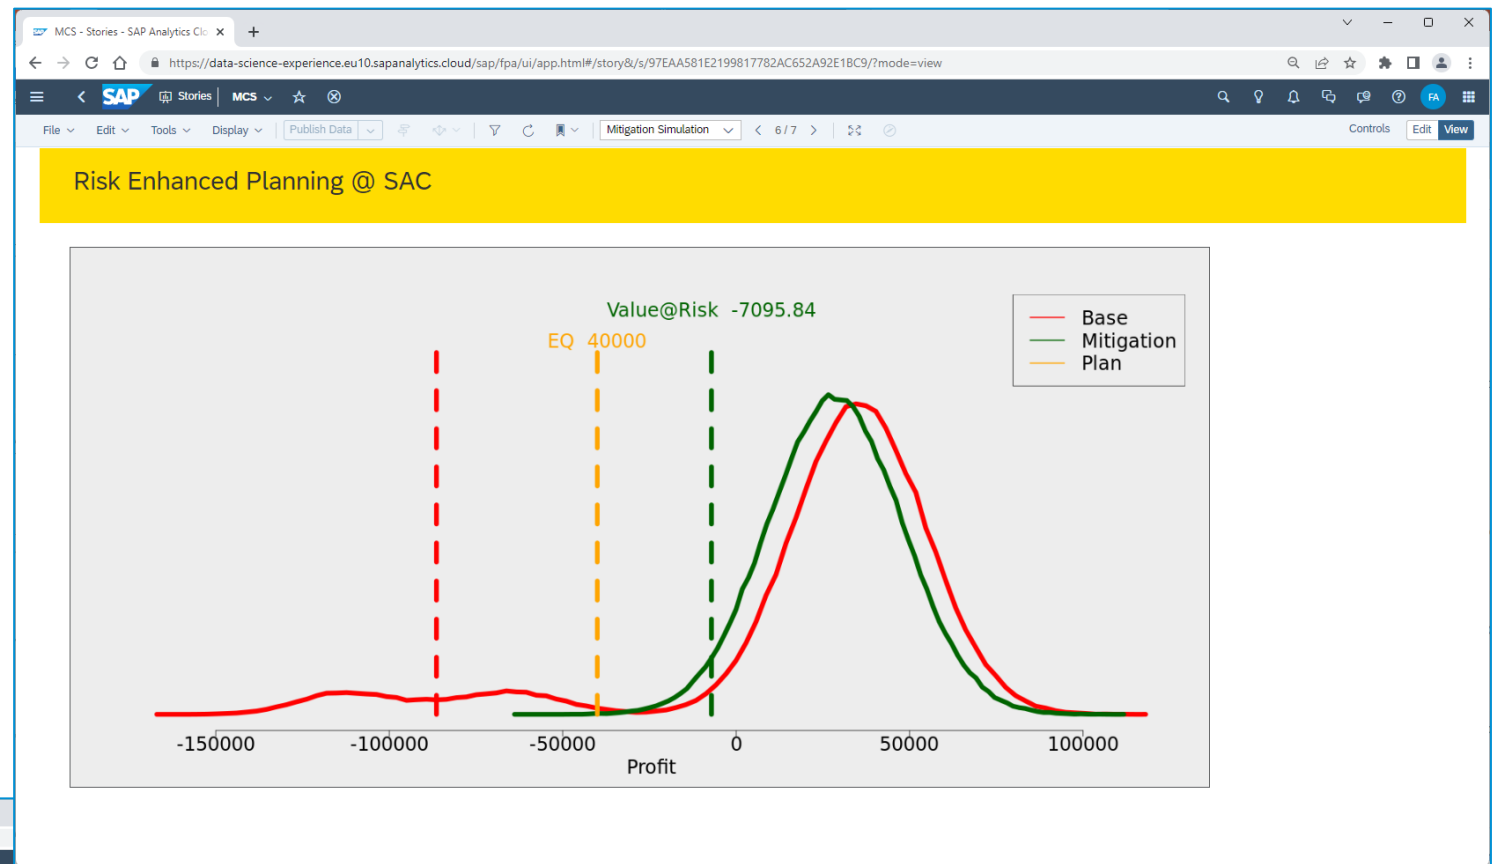 MCS - Stories - SAP Analytics Clo
https://data-science-experience.eu10.sapanalytics.cloud/sap/fpa/ui/app.html#/story&/s/97EAA581E2199817782AC652A92E1BC9/?mode=view
SAP Stories MCS FA
File Edit Tools Display Publish Data Mitigation Simulation 6 / 7 Controls Edit View
Risk Enhanced Planning @ SAC
Value@Risk -7095.84
EQ 40000
Base
Mitigation
Plan
-150000 -100000 -50000 0 50000 100000
Profit